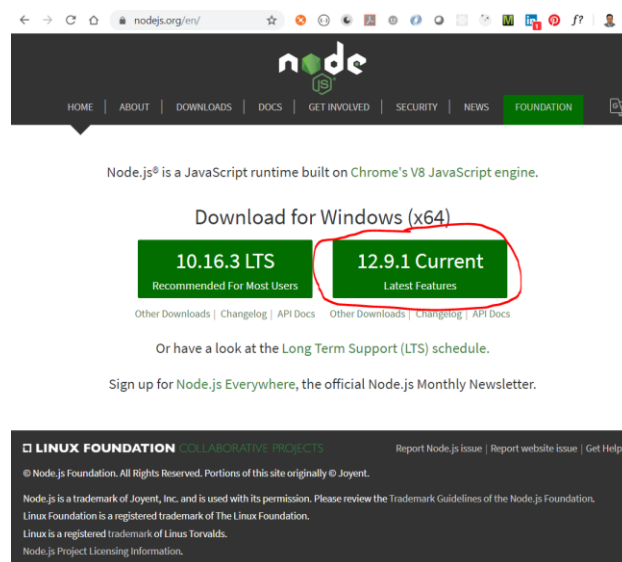 nodejs.org/en/
f?
node
JS
HOME | ABOUT | DOWNLOADS | DOCS | GET INVOLVED | SECURITY | NEWS FOUNDATION
Node.js® is a JavaScript runtime built on Chrome's V8 JavaScript engine.
Download for Windows (x64)
10.16.3 LTS
Recommended For Most Users
12.9.1 Current
Latest Features
Other Downloads | Changelog | API Docs
Other Downloads | Changelog | API Docs
Or have a look at the Long Term Support (LTS) schedule.
Sign up for Node.js Everywhere, the official Node.js Monthly Newsletter.
LINUX FOUNDATION COLLABORATIVE PROJECTS
Report Node.js issue | Report website issue | Get Help
© Node.js Foundation. All Rights Reserved. Portions of this site originally © Joyent.
Node.js is a trademark of Joyent, Inc. and is used with its permission. Please review the Trademark Guidelines of the Node.js Foundation.
Linux Foundation is a registered trademark of The Linux Foundation.
Linux is a registered trademark of Linus Torvalds.
Node.js Project Licensing Information.